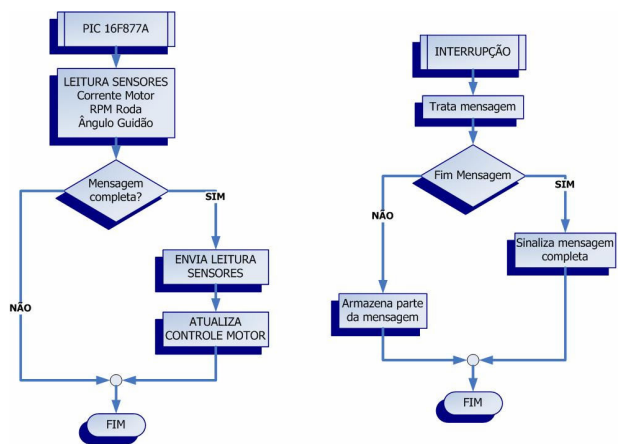 PIC 16F877A
LEITURA SENSORES
Corrente Motor
RPM Roda
Ângulo Guidão
Mensagem
completa?
SIM
ENVIA LEITURA
SENSORES
NÃO
ATUALIZA
CONTROLE MOTOR
FIM
INTERRUPÇÃO
Trata mensagem
Fim Mensagem
SIM
NÃO
Sinaliza mensagem
completa
Armazena parte
da mensagem
FIM